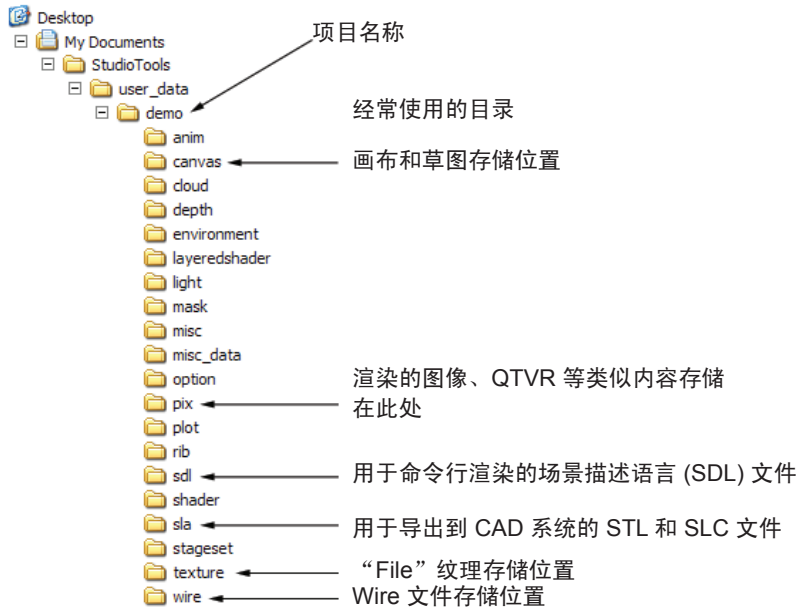 Desktop
My Documents
项目名称
StudioTools
user_data
demo
经常使用的目录
anim
canvas
画布和草图存储位置
cloud
depth
environment
layeredshader
light
mask
misc
misc_data
option
渲染的图像、QTVR 等类似内容存储
pix
在此处
plot
rib
sdl
用于命令行渲染的场景描述语言 (SDL) 文件
shader
sla
用于导出到 CAD 系统的 STL 和 SLC 文件
stageset
texture
“File”纹理存储位置
wire
Wire 文件存储位置